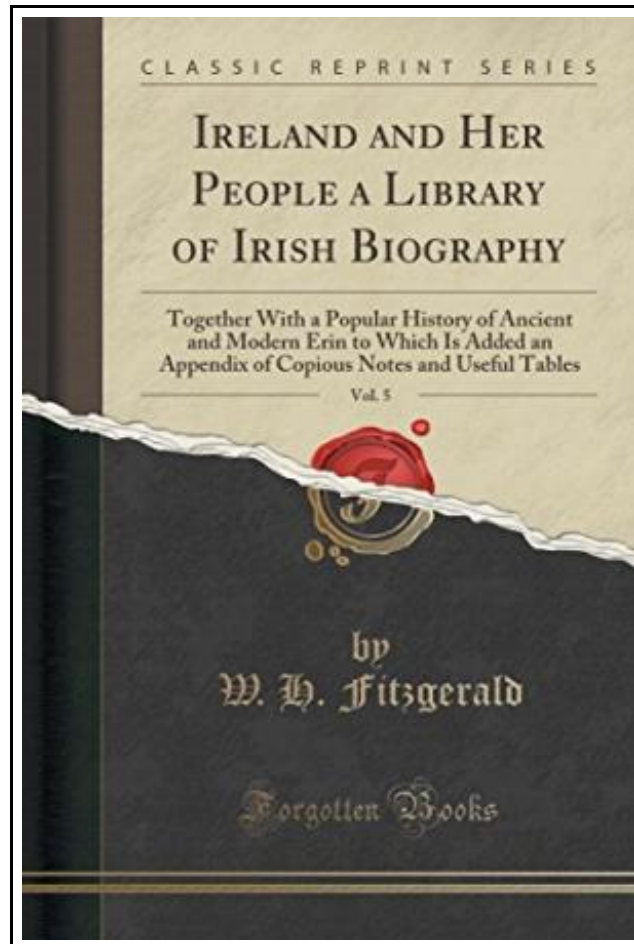 CLASSIC REPRINT SERIES
IRELAND AND HER
PEOPLE A LIBRARY
OF IRISH BIOGRAPHY
Together With a Popular History of Ancient
and Modern Erin to Which Is Added an
Appendix of Copious Notes and Useful Tables
Vol. 5
by
W. H. Fitzgerald
Forgotten Books